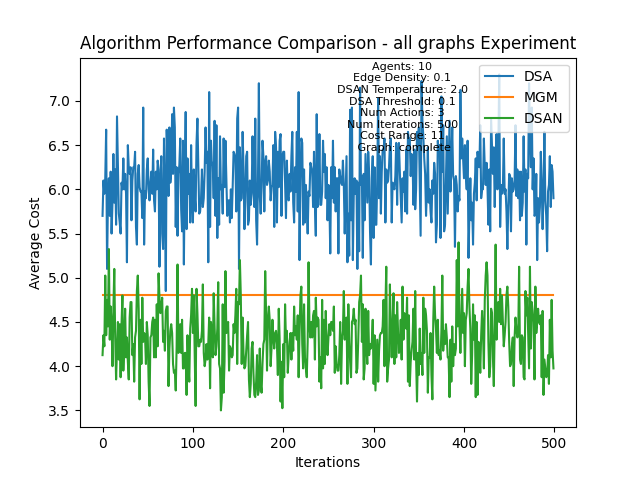 Algorithm Performance Comparison - all graphs Experiment
Agents: 10
Edge Density: 0.1
DSAN Temperature: 2.0
DSA Threshold: 0.1
Num Actions: 3
Num Iterations: 500
Cost Range: 11
Graph: complete
DSA
MGM
DSAN
Average Cost
7.0
6.5
6.0
5.5
5.0
4.5
4.0
3.5
0
100
200
300
400
500
Iterations